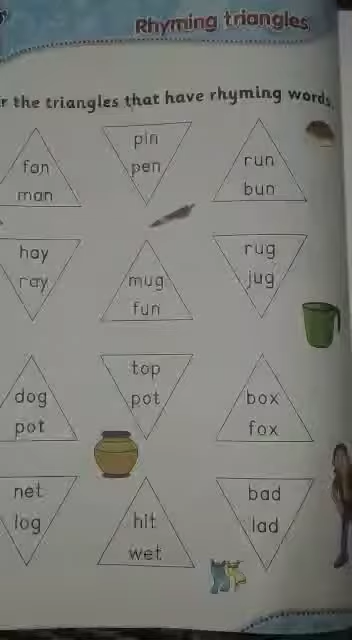 Rhyming triangles
the triangles that have rhyming words.
fan
man
pin
pen
run
bun
hay
ray
mug
fun
rug
jug
dog
pot
top
pot
box
fox
net
log
hit
wet
bad
lad